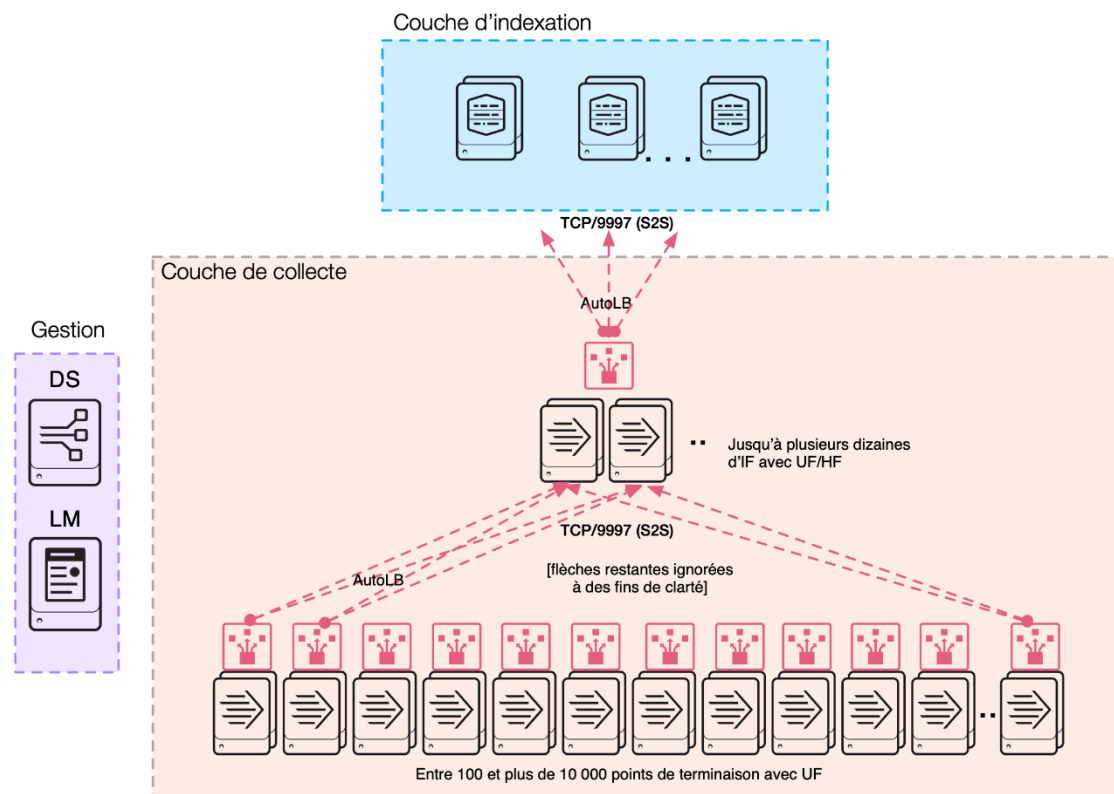 Couche d’indexation
. . .
TCP/9997 (S2S)
Couche de collecte
AutoLB
Gestion
DS
LM
..
Jusqu’à plusieurs dizaines
d’IF avec UF/HF
TCP/9997 (S2S)
[flèches restantes ignorées
à des fins de clarté]
AutoLB
..
Entre 100 et plus de 10 000 points de terminaison avec UF